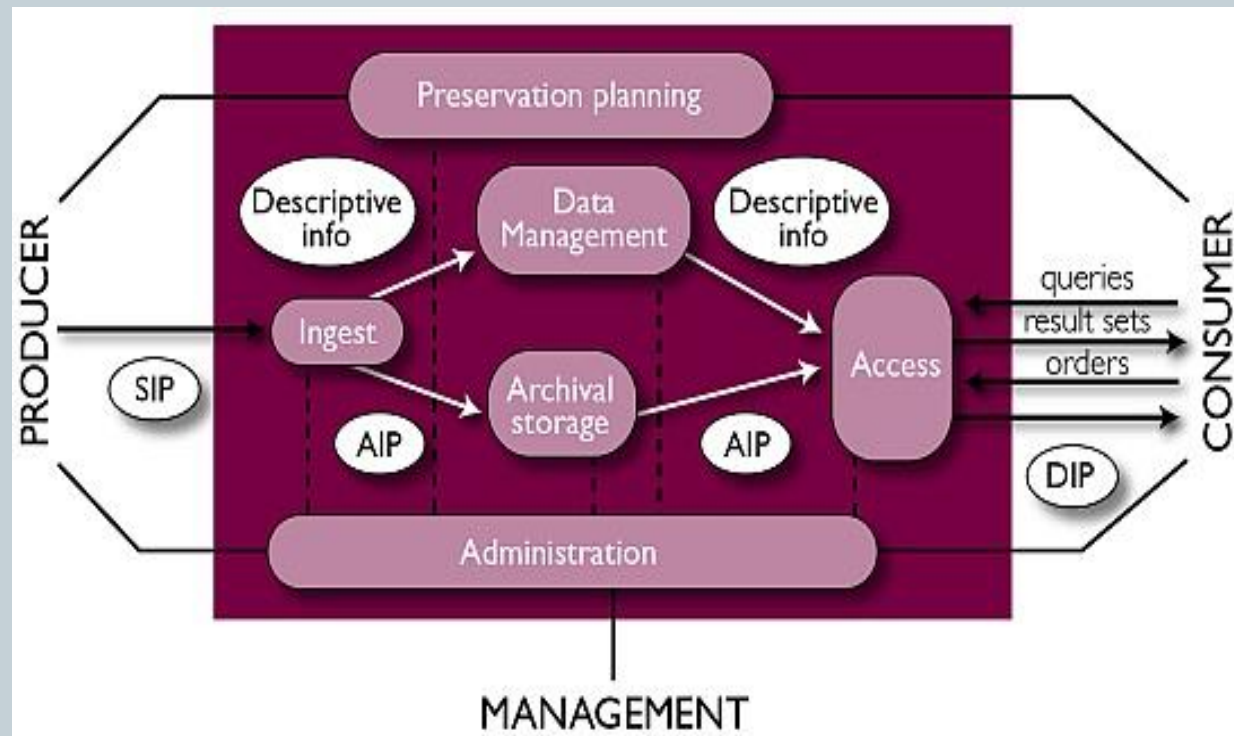 Preservation planning
Descriptive
info
Data
Management
Descriptive
info
PRODUCER
SIP
Ingest
AIP
Archival
storage
AIP
Access
queries
result sets
orders
DIP
CONSUMER
Administration
MANAGEMENT